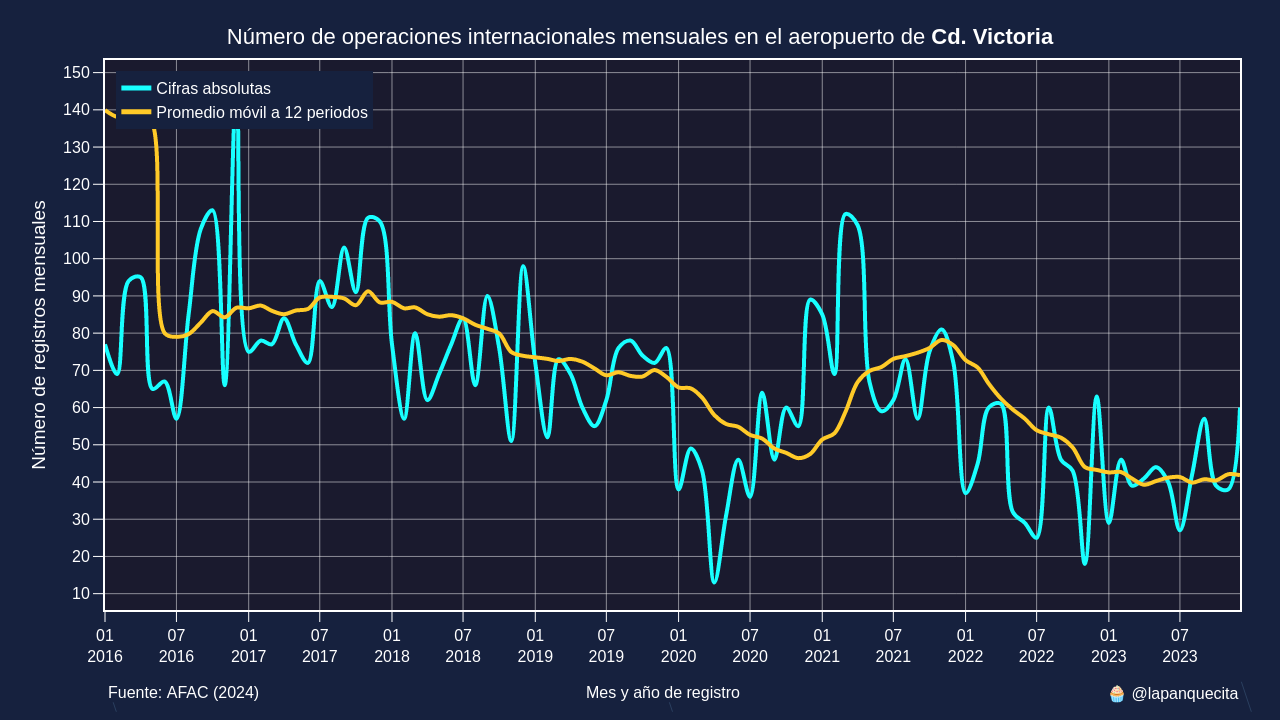 Número de operaciones internacionales mensuales en el aeropuerto de Cd. Victoria
Cifras absolutas
Promedio móvil a 12 periodos
Número de registros mensuales
150
140
130
120
110
100
90
80
70
60
50
40
30
20
10
01 07 01 07 01 07 01 07 01 07 01 07 01 07 01 07
2016 2016 2017 2017 2018 2018 2019 2019 2020 2020 2021 2021 2022 2022 2023 2023
Fuente: AFAC (2024) Mes y año de registro 🧁 @lapanquecita